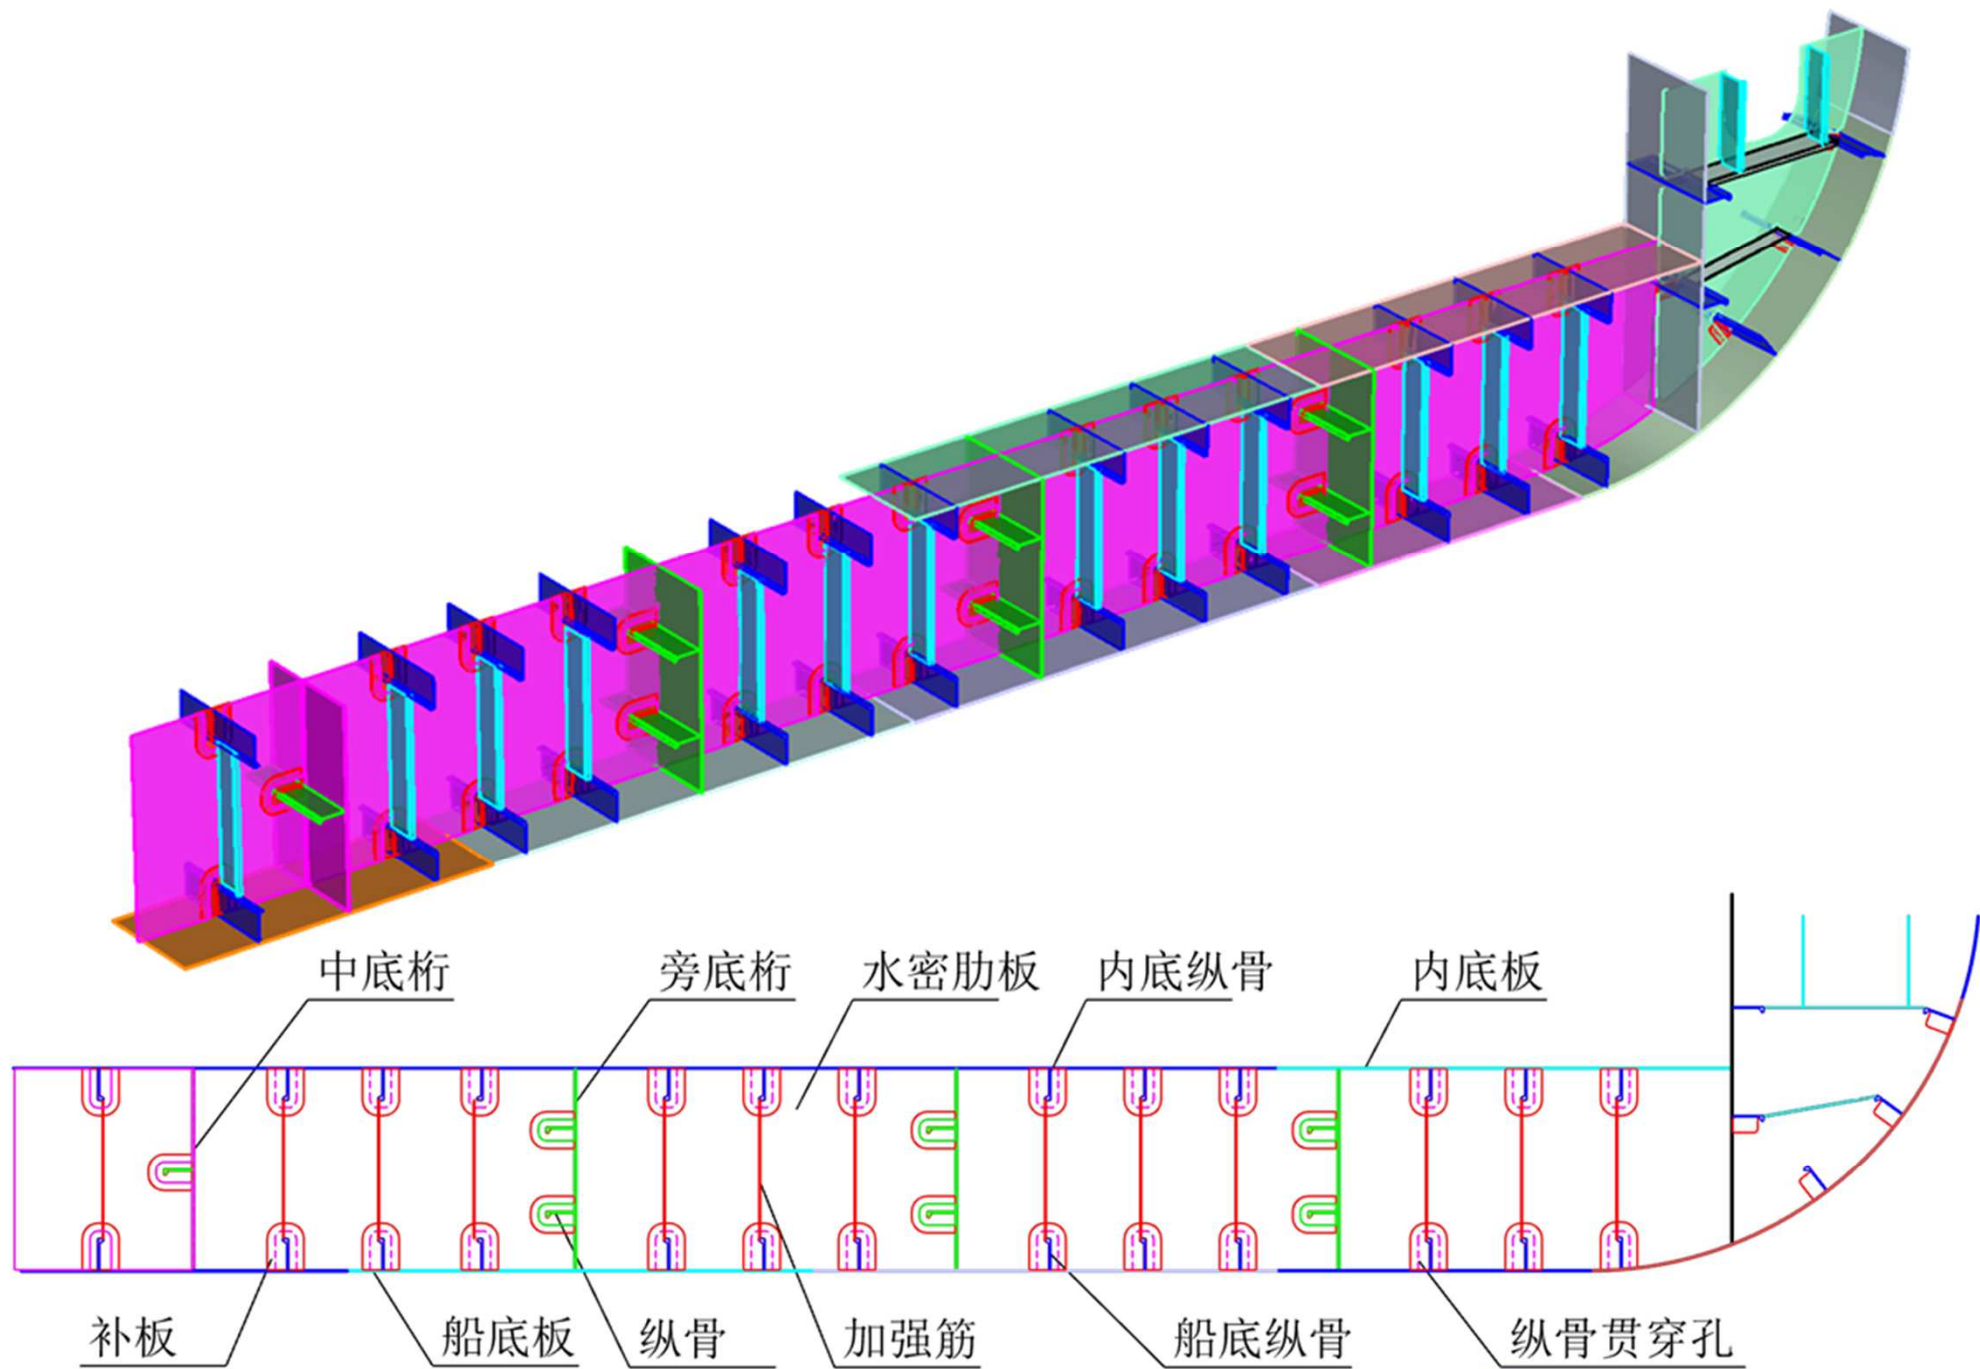 中底桁
旁底桁
水密肋板
内底纵骨
内底板
补板
船底板
纵骨
加强筋
船底纵骨
纵骨贯穿孔